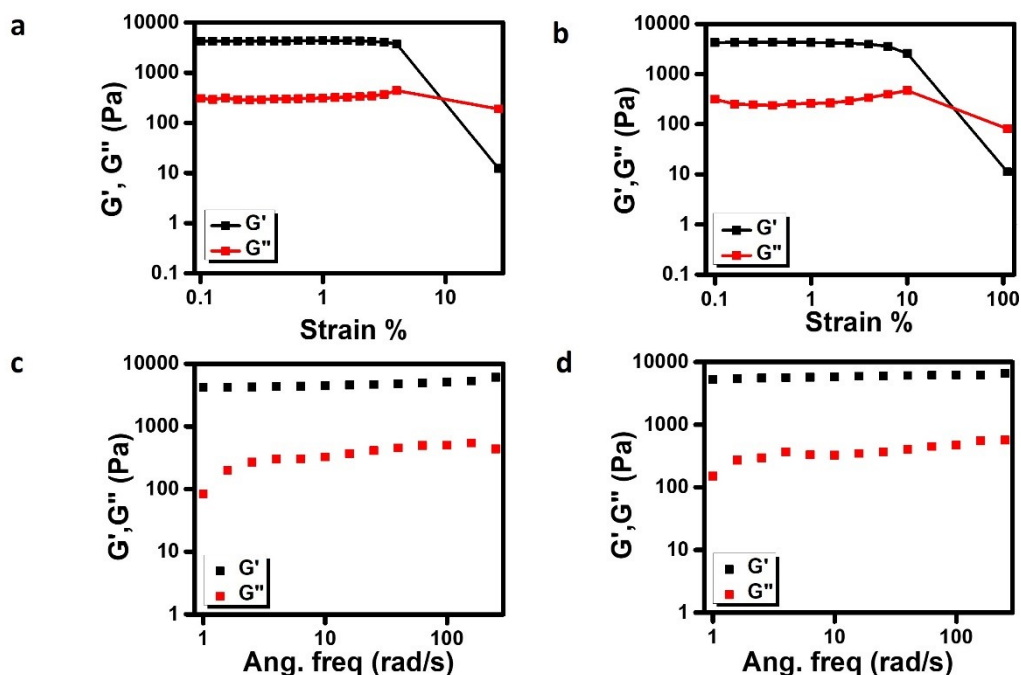 a
10000
1000
100
10
1
0.1
G', G" (Pa)
G'
G"
0.1 1 10
Strain %
b
10000
1000
100
10
1
0.1
G',G" (Pa)
G'
G"
0.1 1 10 100
Strain %
c
10000
1000
100
10
1
G',G" (Pa)
G'
G"
1 10 100
Ang. freq (rad/s)
d
10000
1000
100
10
1
G',G" (Pa)
G'
G"
1 10 100
Ang. freq (rad/s)